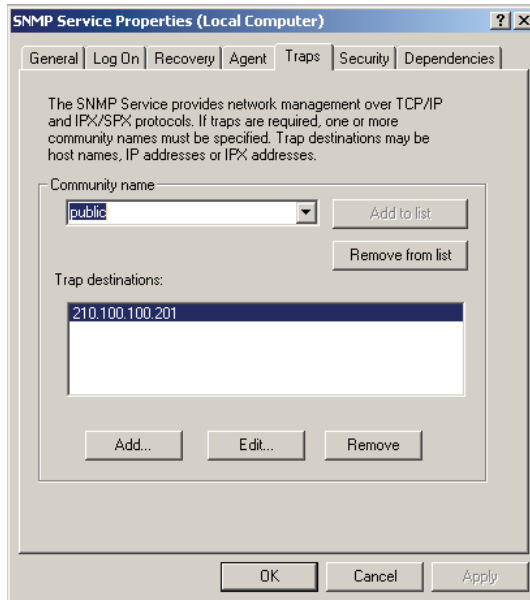 SNMP Service Properties (Local Computer)
General Log On Recovery Agent Traps Security Dependencies
The SNMP Service provides network management over TCP/IP
and IPX/SPX protocols. If traps are required, one or more
community names must be specified. Trap destinations may be
host names, IP addresses or IPX addresses.
Community name
public
Add to list
Remove from list
Trap destinations:
210.100.100.201
Add... Edit... Remove
OK Cancel Apply